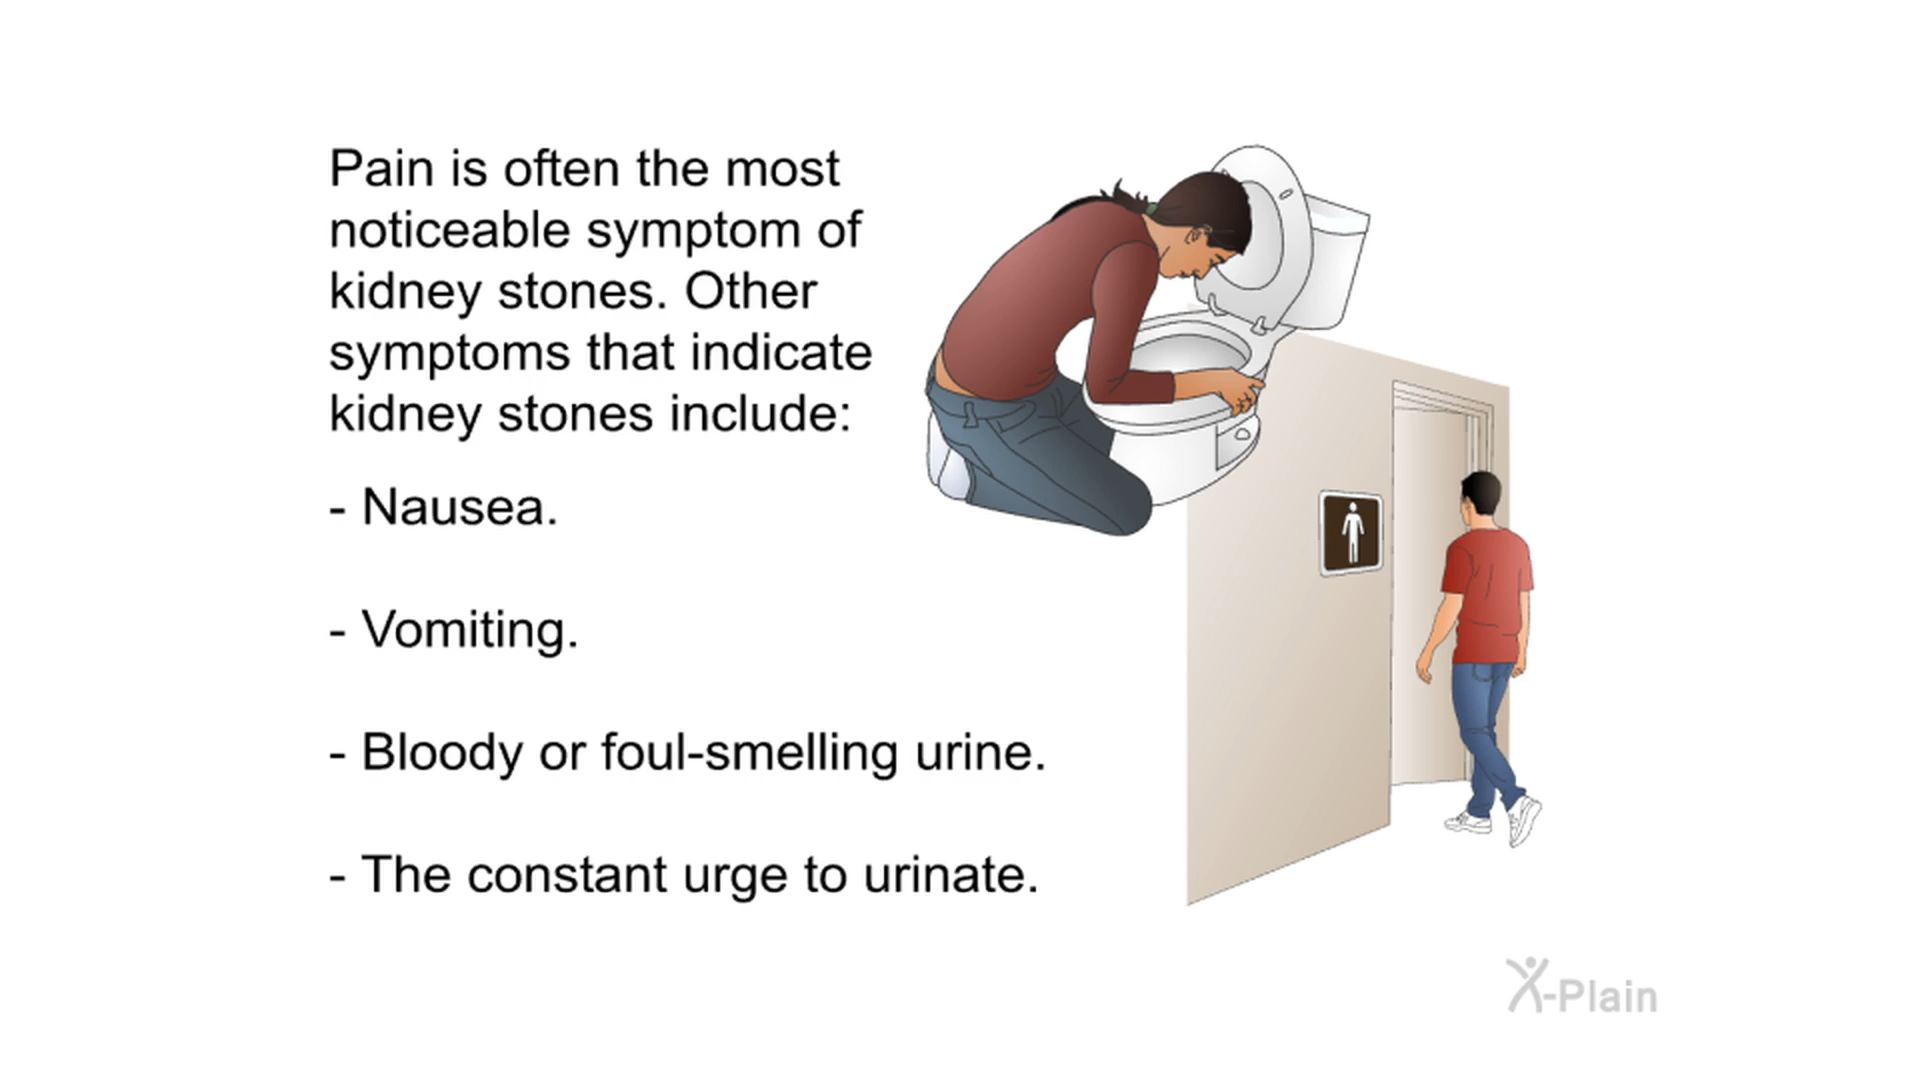 Pain is often the most
noticeable symptom of
kidney stones. Other
symptoms that indicate
kidney stones include:
- Nausea.
- Vomiting.
- Bloody or foul-smelling urine.
- The constant urge to urinate.
X-Plain